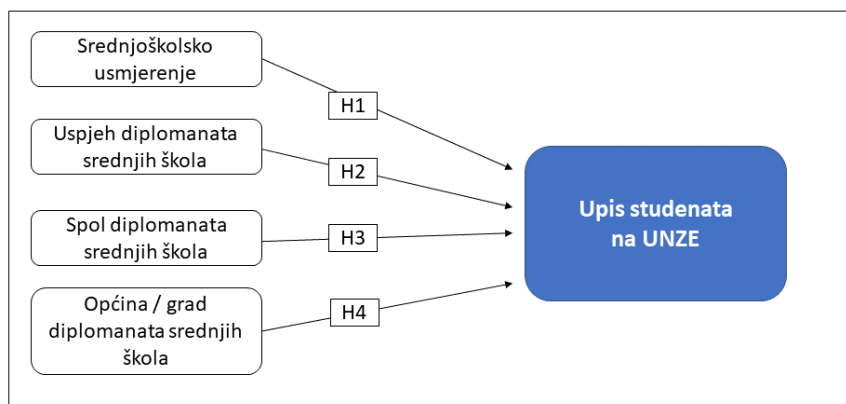 Srednjoškolsko
usmjerenje
H1
Uspjeh diplomanata
srednjih škola
H2
Spol diplomanata
srednjih škola
H3
Općina / grad
diplomanata srednjih
škola
H4
Upis studenata
na UNZE